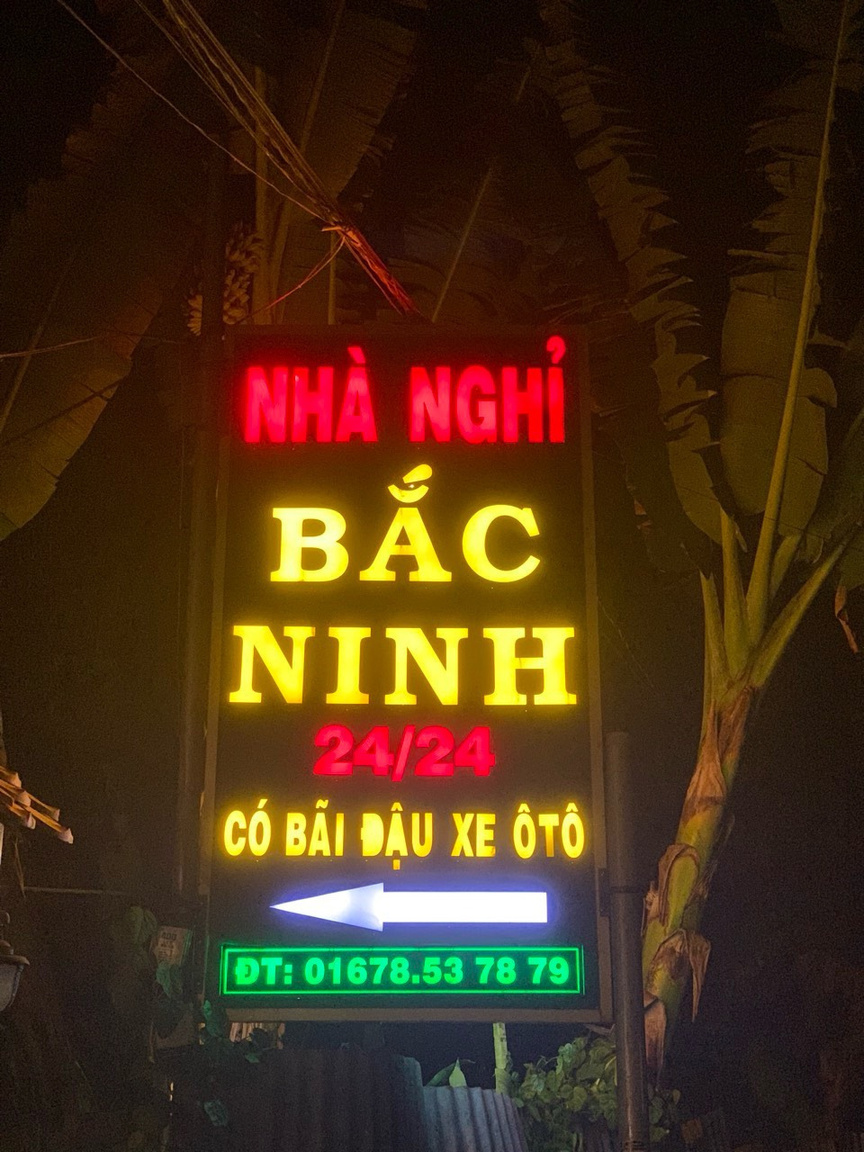 NHÀ NGHỈ
BẮC
NINH
24/24
CÓ BÃI ĐẬU XE ÔTÔ
ĐT: 01678.53 78 79